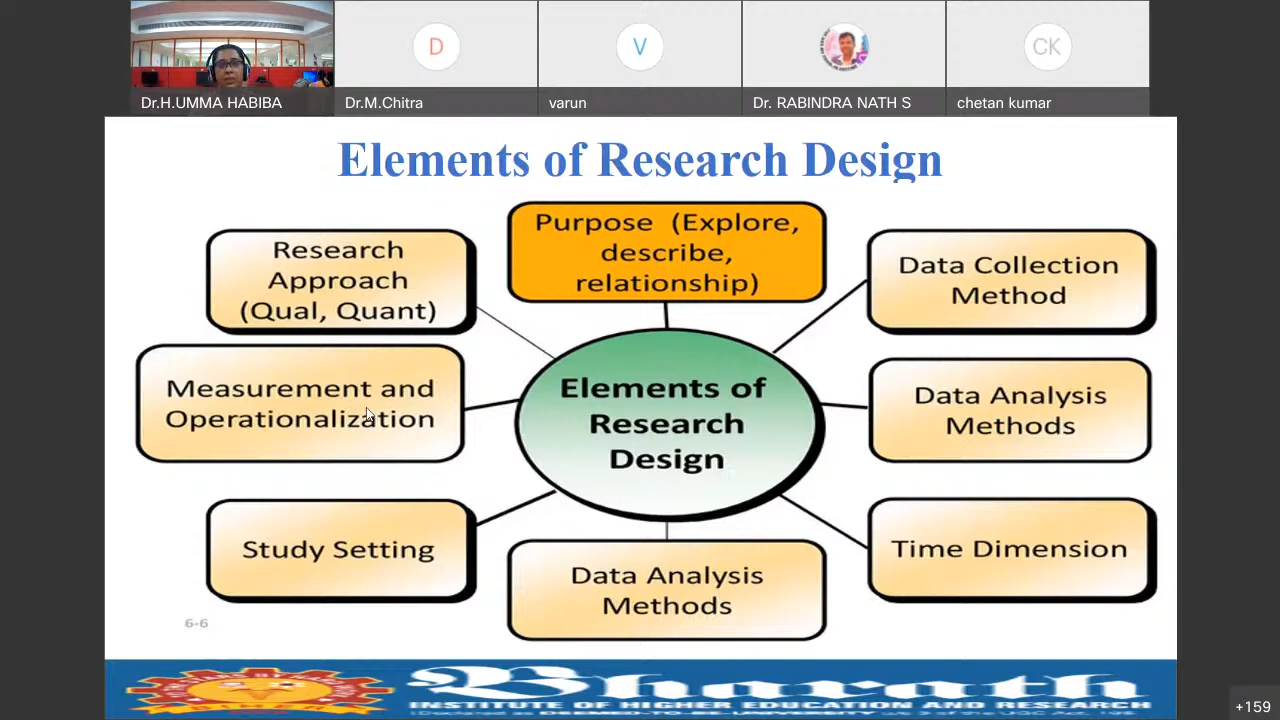 D
V
CK
Dr.H.UMMA HABIBA
Dr.M.Chitra
varun
Dr. RABINDRA NATH S
chetan kumar
Elements of Research Design
Purpose (Explore,
describe,
relationship)
Research
Approach
(Qual, Quant)
Data Collection
Method
Measurement and
Operationalization
Elements of
Research
Design
Data Analysis
Methods
Study Setting
Data Analysis
Methods
Time Dimension
6-6
Bharath
INSTITUTE OF HIGHER EDUCATION AND RESEARCH
+159